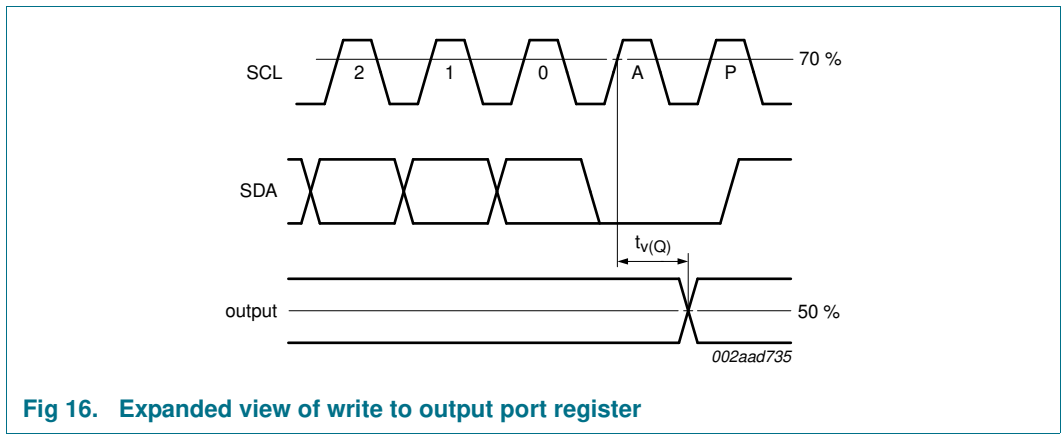 SCL 2 1 0 A P 70 %
SDA
tv(Q)
output 50 %
002aad735
Fig 16. Expanded view of write to output port register